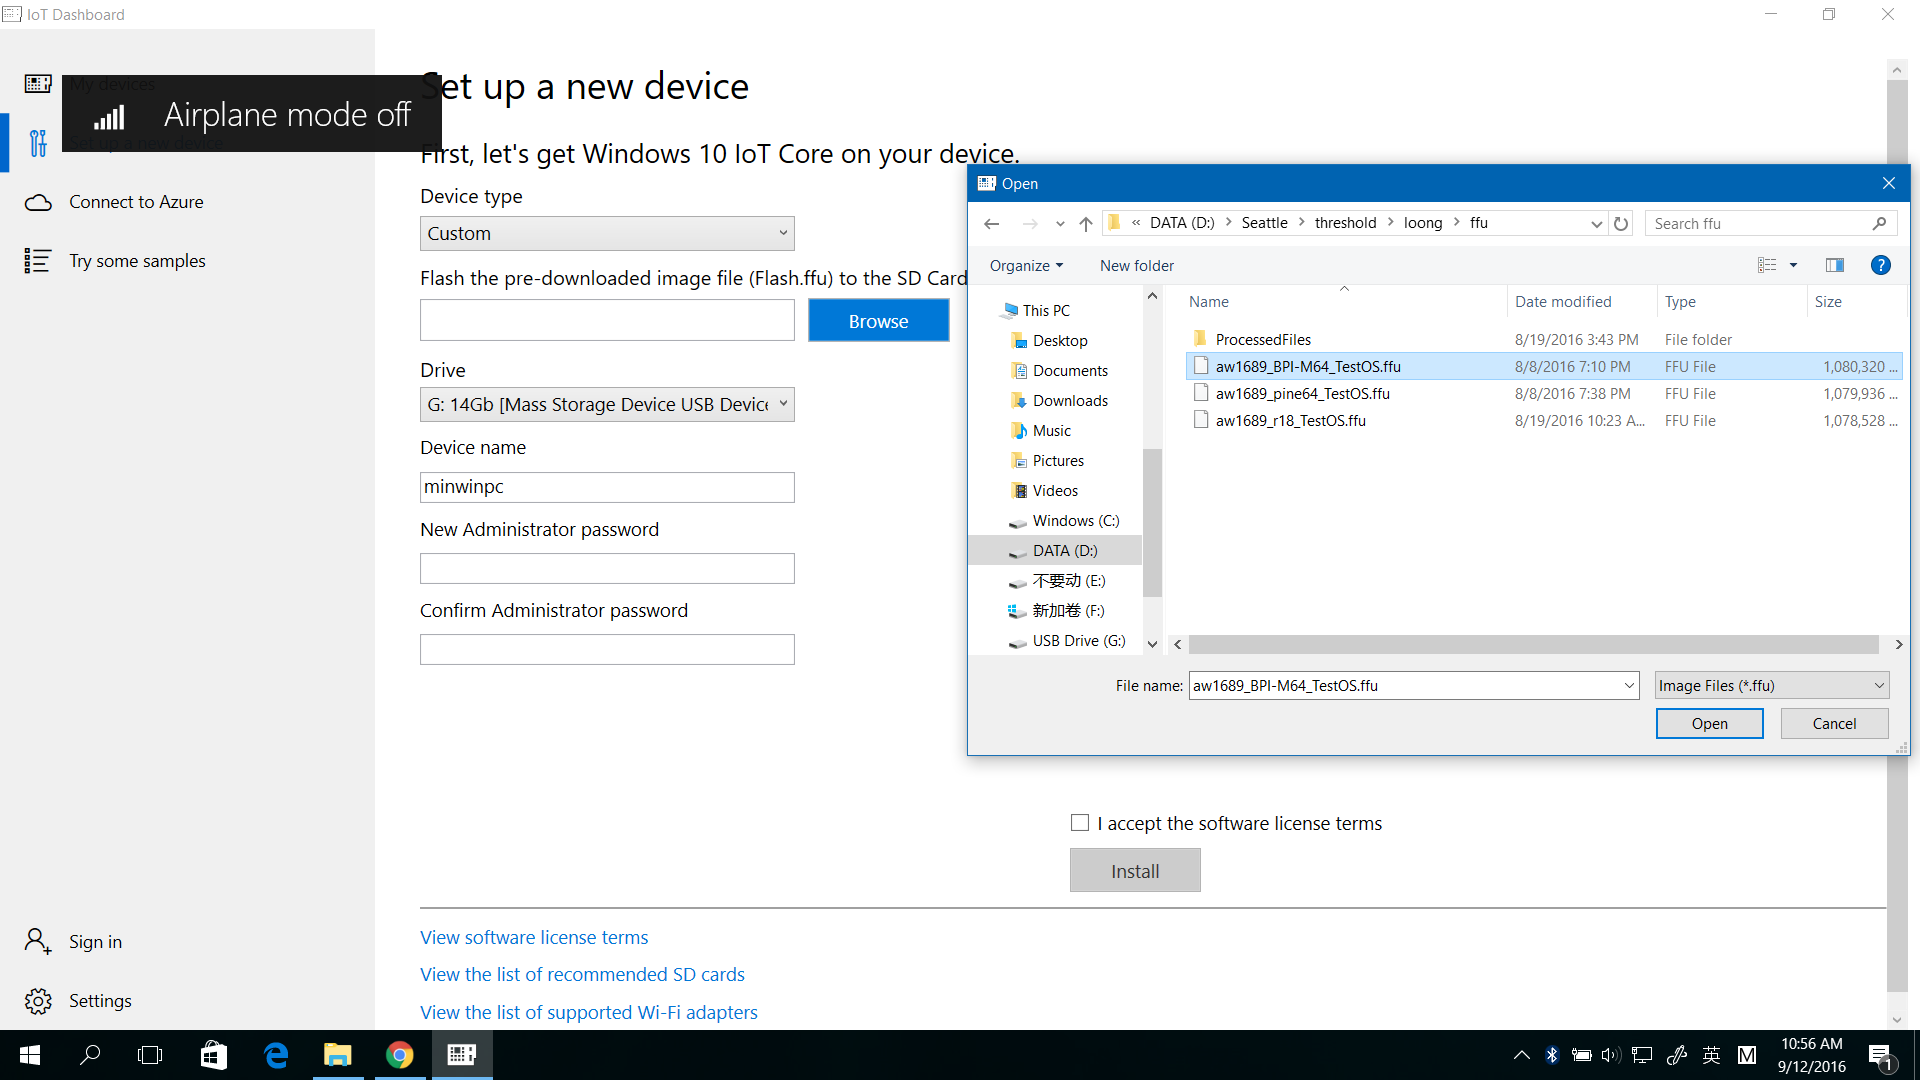 IoT Dashboard
My devices
Airplane mode off
Connect to Azure
Try some samples
Sign in
Settings
Set up a new device
First, let's get Windows 10 IoT Core on your device.
Device type
Custom
Flash the pre-downloaded image file (Flash.ffu) to the SD Card
Browse
Drive
G: 14Gb [Mass Storage Device USB Device
Device name
minwinpc
New Administrator password
Confirm Administrator password
I accept the software license terms
Install
View software license terms
View the list of recommended SD cards
View the list of supported Wi-Fi adapters
Open
« DATA (D:) > Seattle > threshold > loong > ffu
Search ffu
Organize
New folder
?
This PC
Desktop
Documents
Downloads
Music
Pictures
Videos
Windows (C:)
DATA (D:)
不要动 (E:)
新加卷 (F:)
USB Drive (G:)
Name Date modified Type Size
ProcessedFiles 8/19/2016 3:43 PM File folder
aw1689_BPI-M64_TestOS.ffu 8/8/2016 7:10 PM FFU File 1,080,320 ...
aw1689_pine64_TestOS.ffu 8/8/2016 7:38 PM FFU File 1,079,936 ...
aw1689_r18_TestOS.ffu 8/19/2016 10:23 A... FFU File 1,078,528 ...
File name: aw1689_BPI-M64_TestOS.ffu
Image Files (*.ffu)
Open
Cancel
英
M
10:56 AM
9/12/2016
1